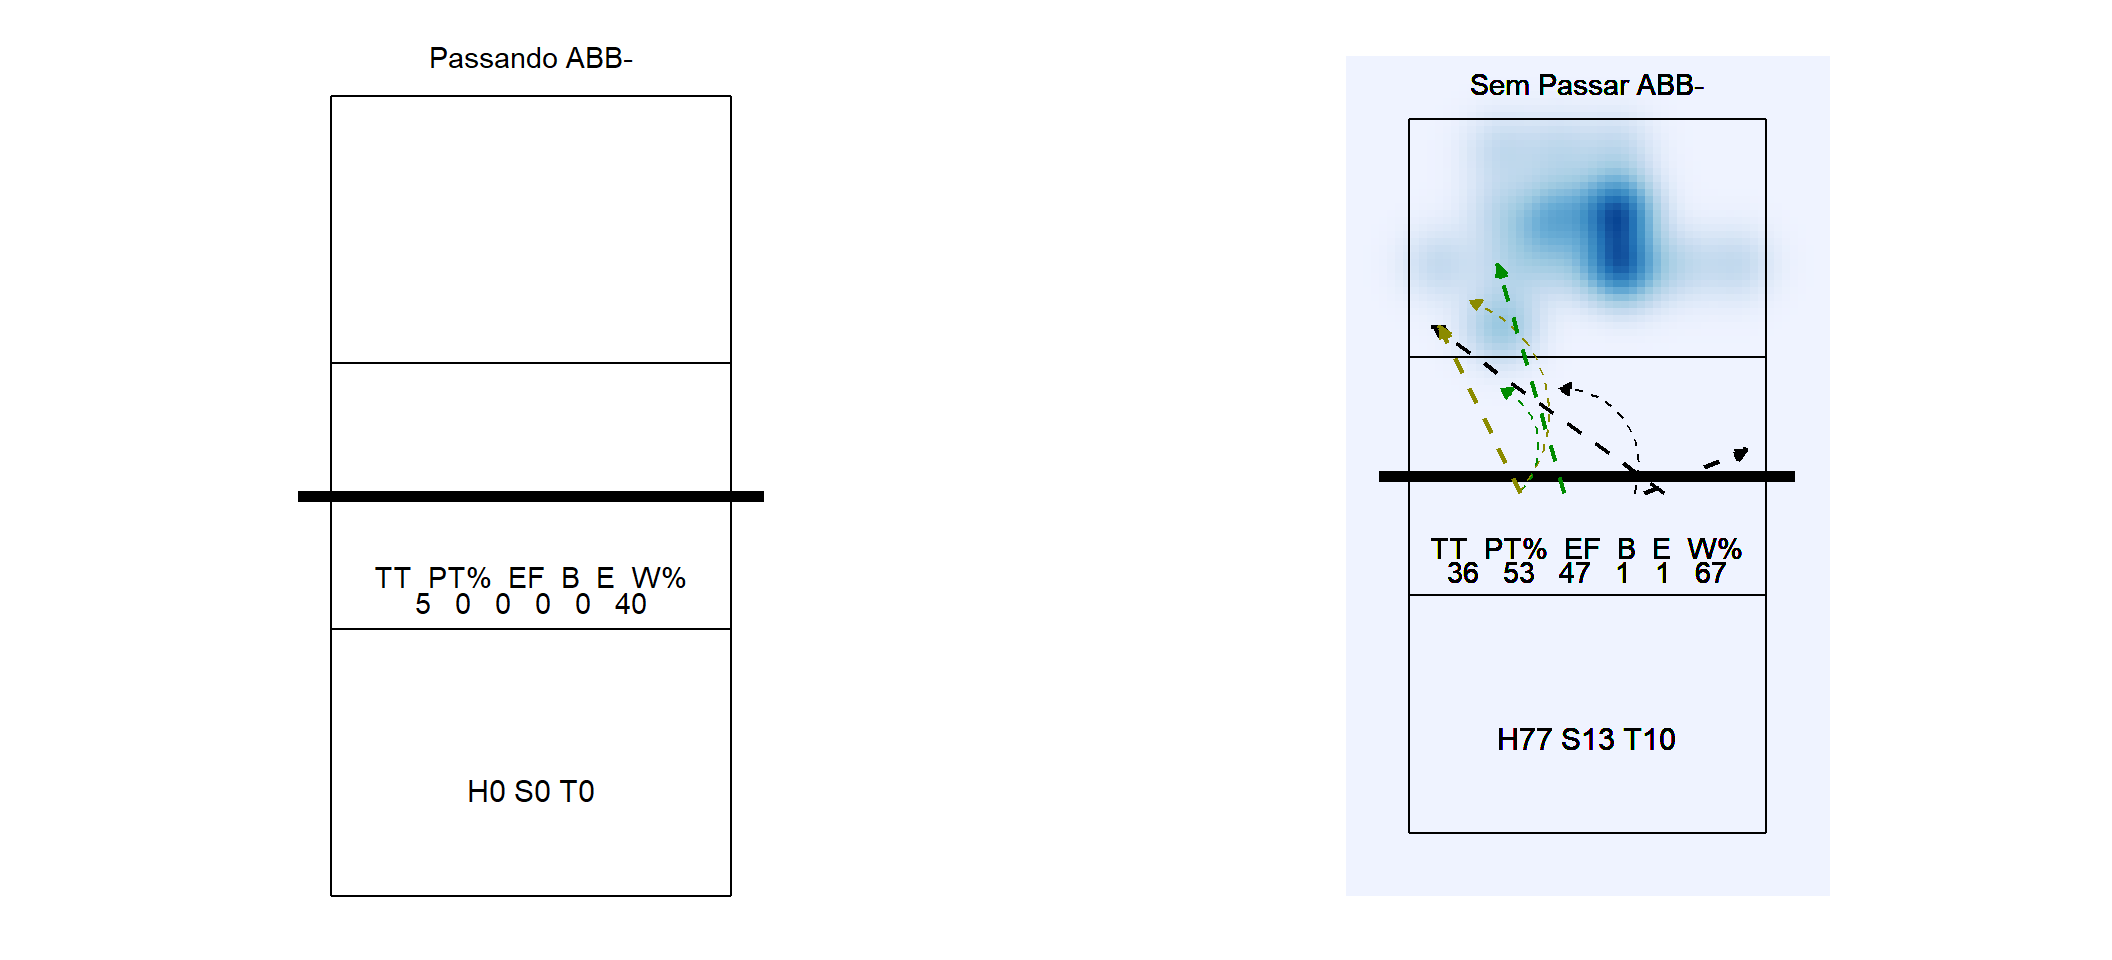 Passando ABB-
TT PT% EF B E W%
5 0 0 0 0 40
H0 S0 T0
Sem Passar ABB-
TT PT% EF B E W%
36 53 47 1 1 67
H77 S13 T10